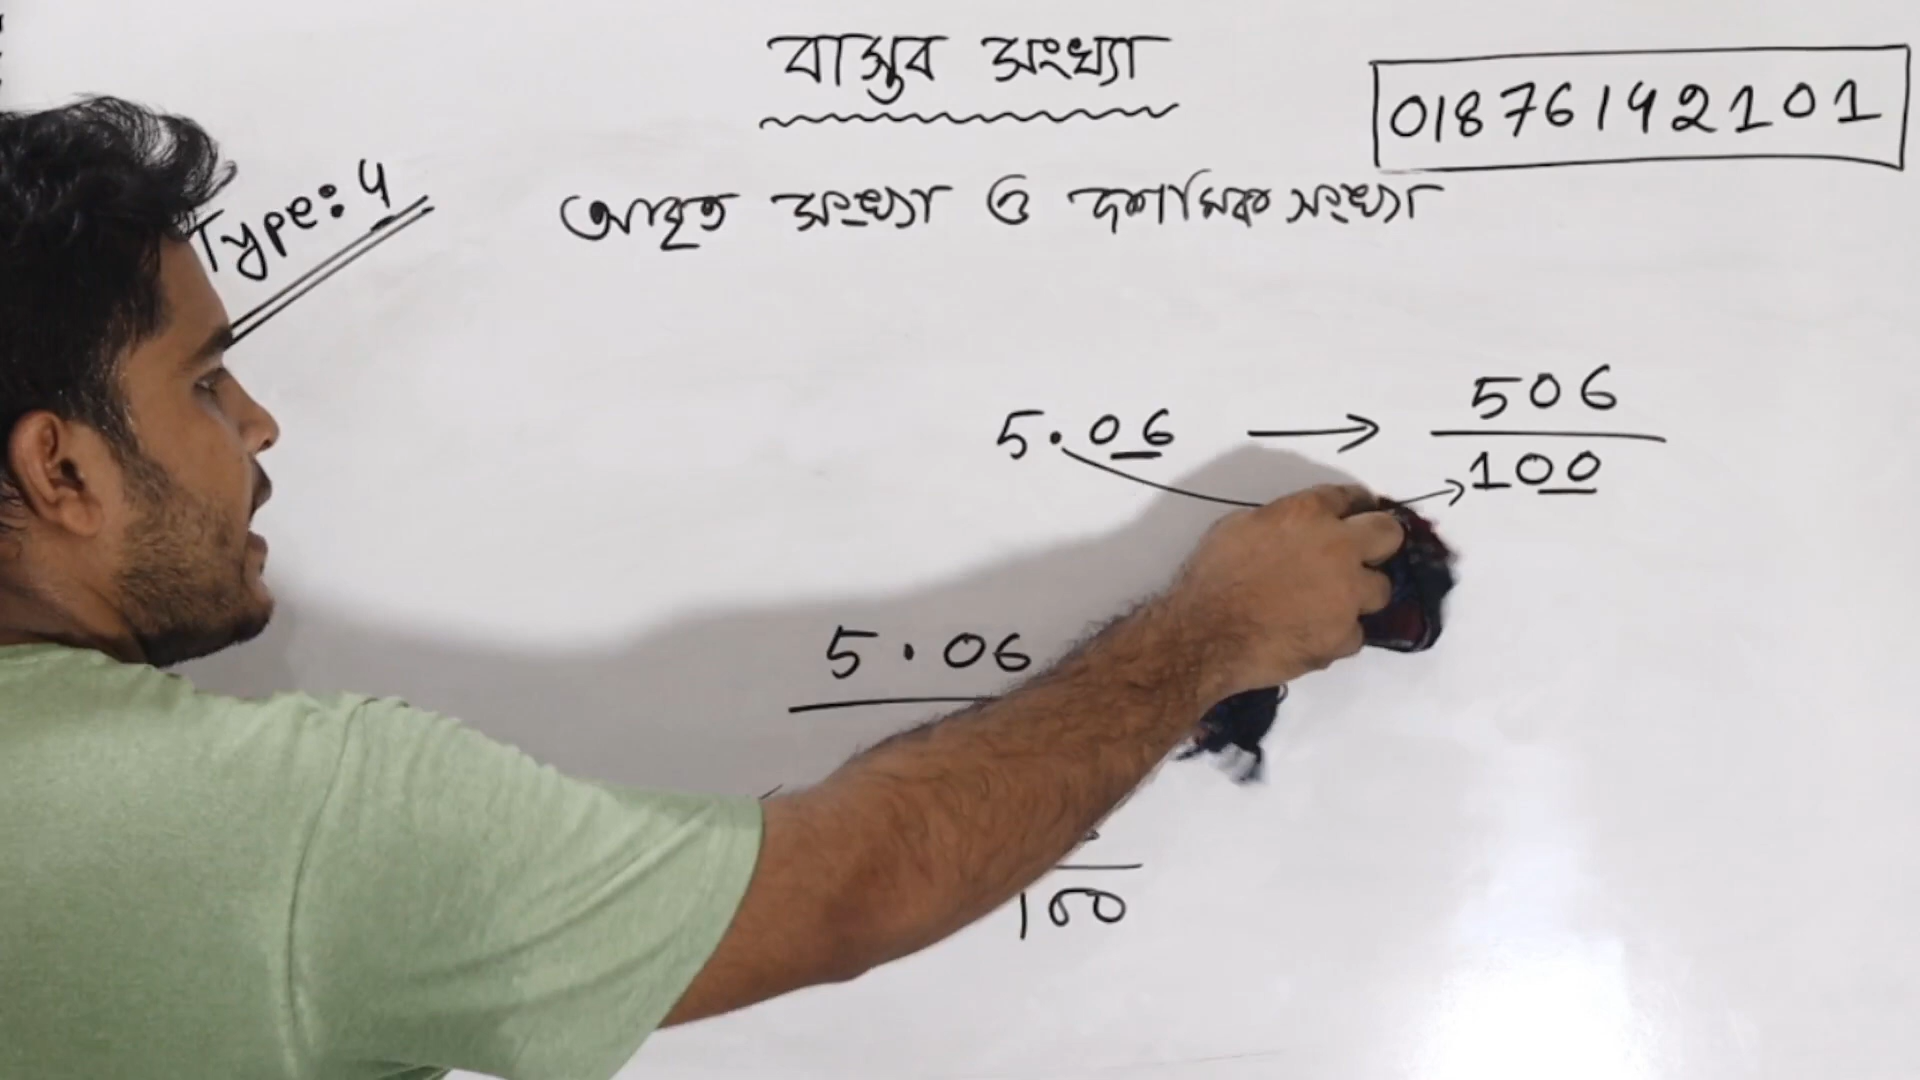 বাস্তব সংখ্যা
01876142101
Type: 4
আবৃত সংখ্যা ও দশমিক সংখ্যা
5.06 → 506
100
5.06
100